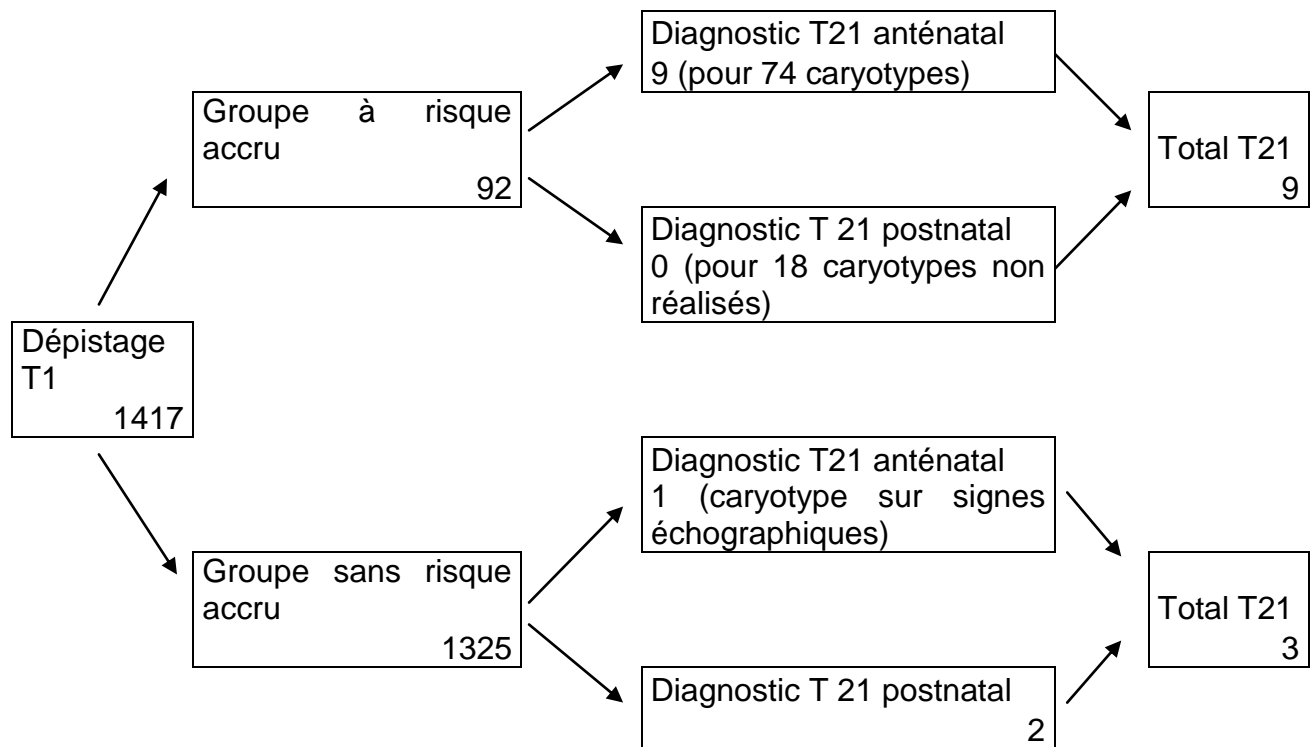 Diagnostic T21 anténatal
9 (pour 74 caryotypes)
Groupe à risque
accru
92
Total T21
9
Diagnostic T 21 postnatal
0 (pour 18 caryotypes non
réalisés)
Dépistage
T1
1417
Diagnostic T21 anténatal
1 (caryotype sur signes
échographiques)
Groupe sans risque
accru
1325
Total T21
3
Diagnostic T 21 postnatal
2